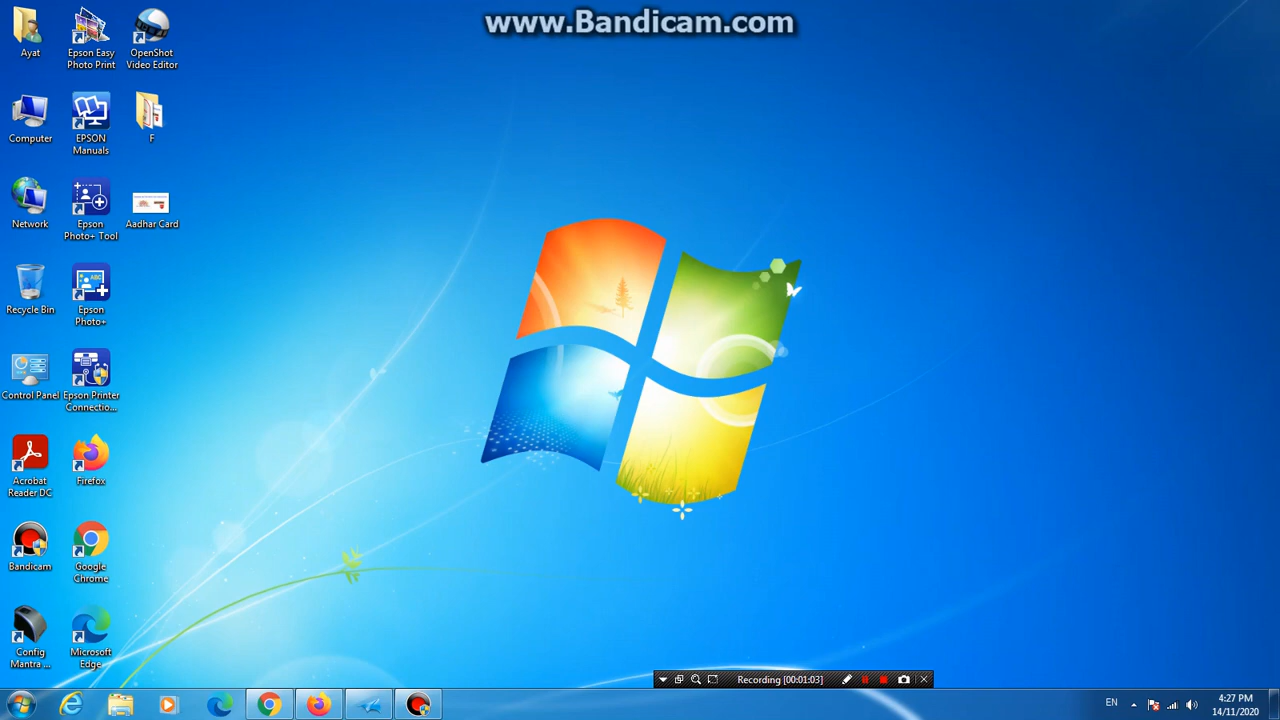 www.Bandicam.com
Ayat
Epson Easy
Photo Print
OpenShot
Video Editor
Computer
EPSON
Manuals
F
Network
Epson
Photo+ Tool
Aadhar Card
Recycle Bin
Epson
Photo+
Control Panel
Epson Printer
Connectio...
Acrobat
Reader DC
Firefox
Bandicam
Google
Chrome
Config
Mantra ...
Microsoft
Edge
Recording [00:01:03]
EN
4:27 PM
14/11/2020